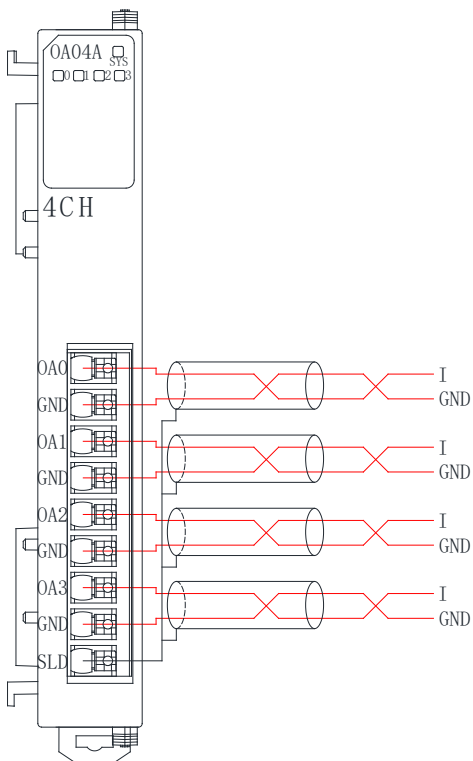 OA04A
SYS
0 1 2 3
4CH
OA0
I
GND
GND
OA1
I
GND
GND
OA2
I
GND
GND
OA3
I
GND
GND
SLD